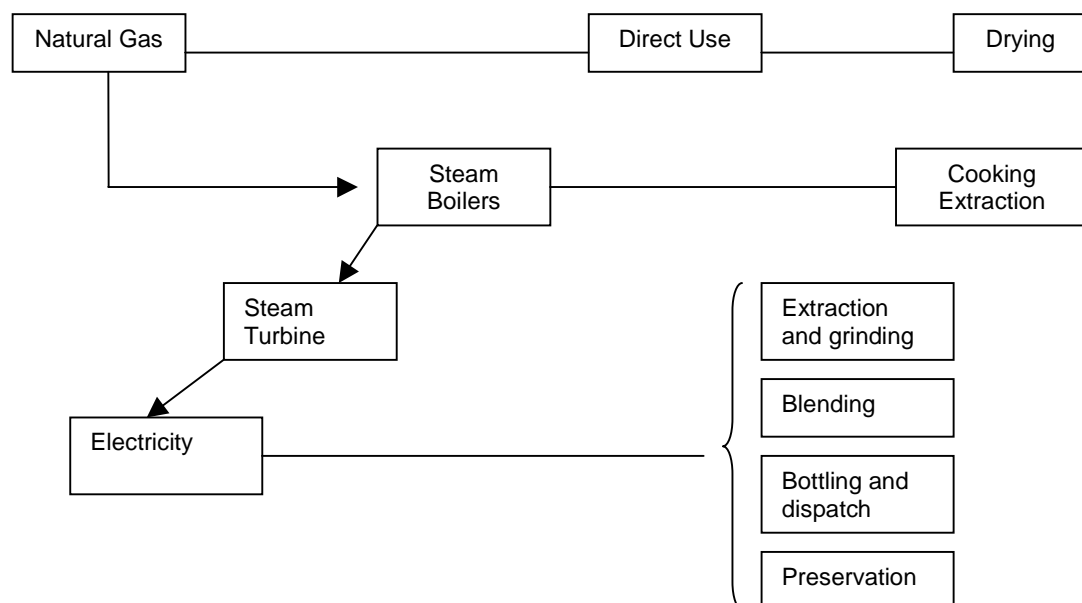 Natural Gas
Direct Use
Drying
Steam
Boilers
Cooking
Extraction
Steam
Turbine
Extraction
and grinding
Blending
Electricity
Bottling and
dispatch
Preservation